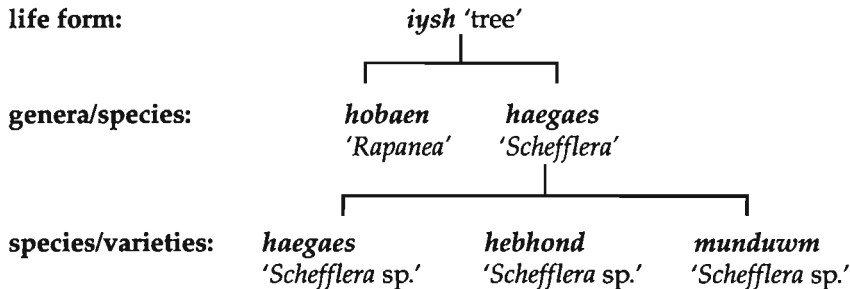 life form: iysh 'tree'
genera/species: hobaen haegaes
'Rapanea' 'Schefflera'
species/varieties: haegaes hebhond munduwm
'Schefflera sp.' 'Schefflera sp.' 'Schefflera sp.'